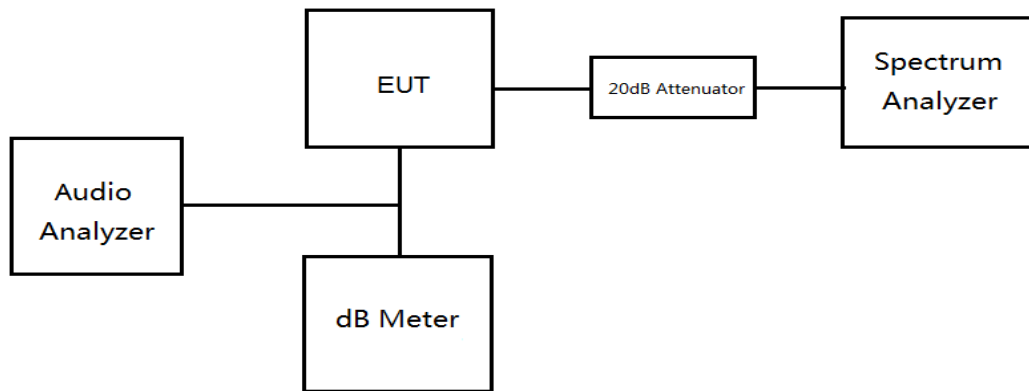 EUT
20dB Attenuator
Spectrum
Analyzer
Audio
Analyzer
dB Meter